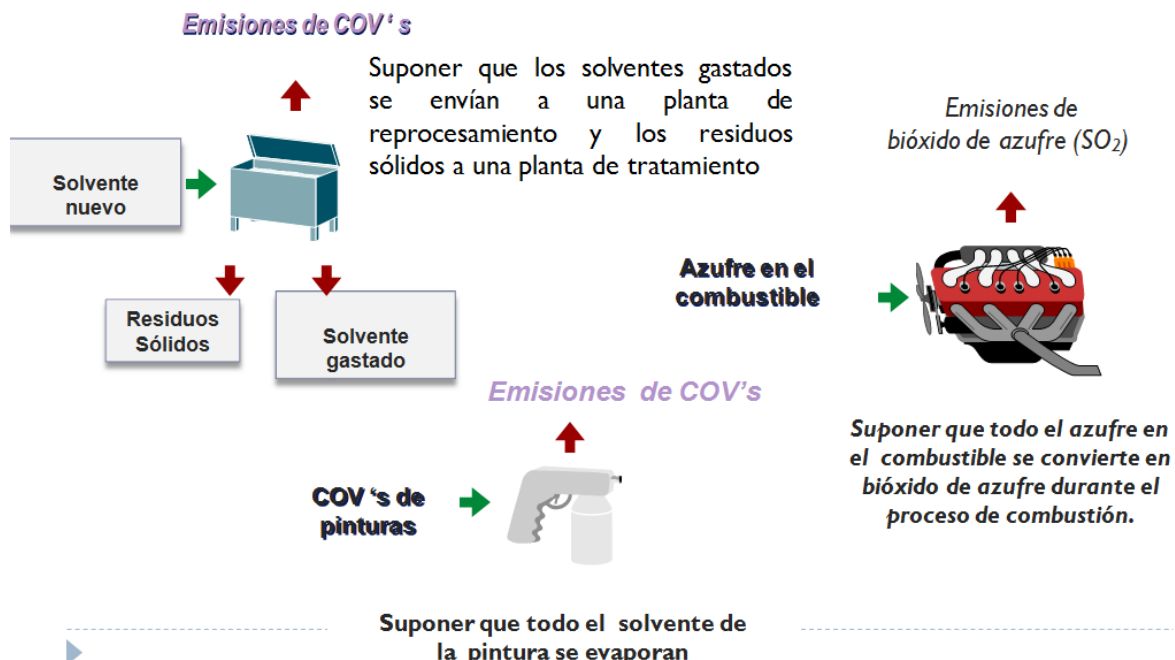 Emisiones de COV ‘ s
Suponer que los solventes gastados
se envían a una planta de
reprocesamiento y los residuos
sólidos a una planta de tratamiento
Solvente
nuevo
Residuos
Sólidos
Solvente
gastado
Emisiones de
bióxido de azufre (SO₂)
Azufre en el
combustible
Suponer que todo el azufre en
el combustible se convierte en
bióxido de azufre durante el
proceso de combustión.
Emisiones de COV’s
COV ‘s de
pinturas
Suponer que todo el solvente de
la pintura se evaporan